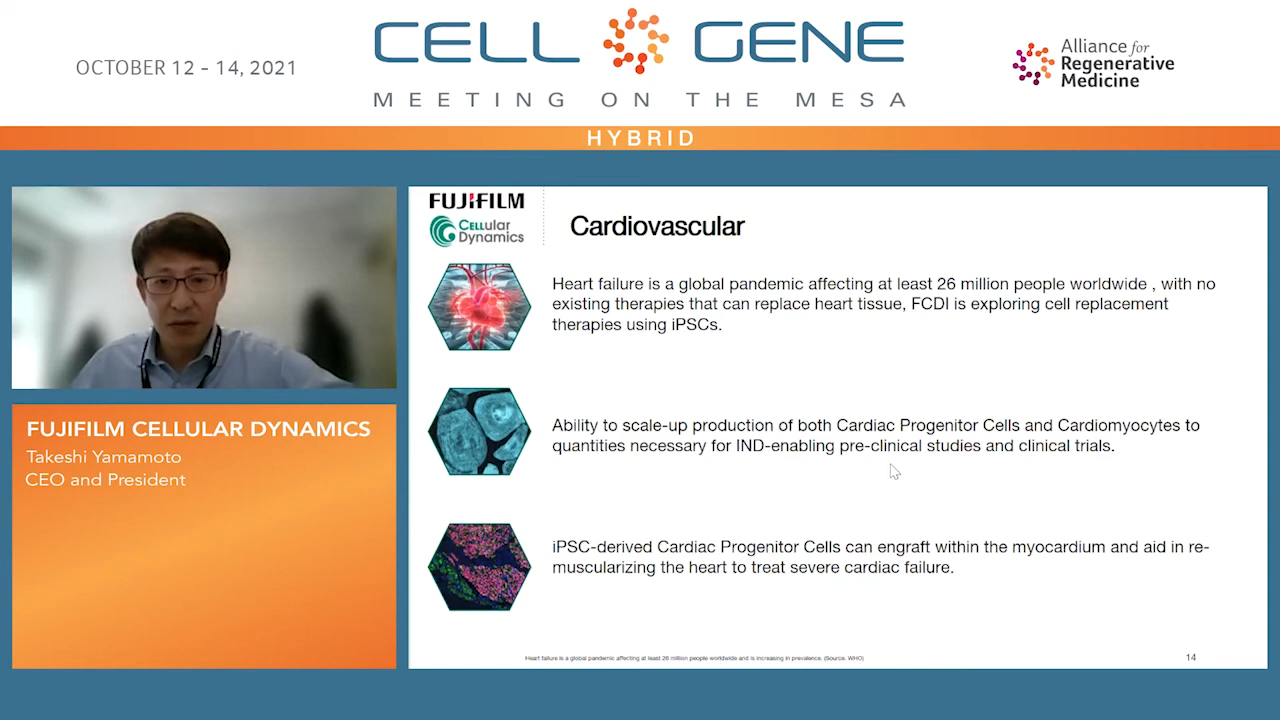 OCTOBER 12 - 14, 2021
CELL GENE
MEETING ON THE MESA
Alliance for
Regenerative
Medicine
HYBRID
FUJIFILM
CELLular
Dynamics
Cardiovascular
Heart failure is a global pandemic affecting at least 26 million people worldwide , with no
existing therapies that can replace heart tissue, FCDI is exploring cell replacement
therapies using iPSCs.
Ability to scale-up production of both Cardiac Progenitor Cells and Cardiomyocytes to
quantities necessary for IND-enabling pre-clinical studies and clinical trials.
iPSC-derived Cardiac Progenitor Cells can engraft within the myocardium and aid in re-
muscularizing the heart to treat severe cardiac failure.
Heart failure is a global pandemic affecting at least 26 million people worldwide and is increasing in prevalence. (Source. WHO)
14
FUJIFILM CELLULAR DYNAMICS
Takeshi Yamamoto
CEO and President